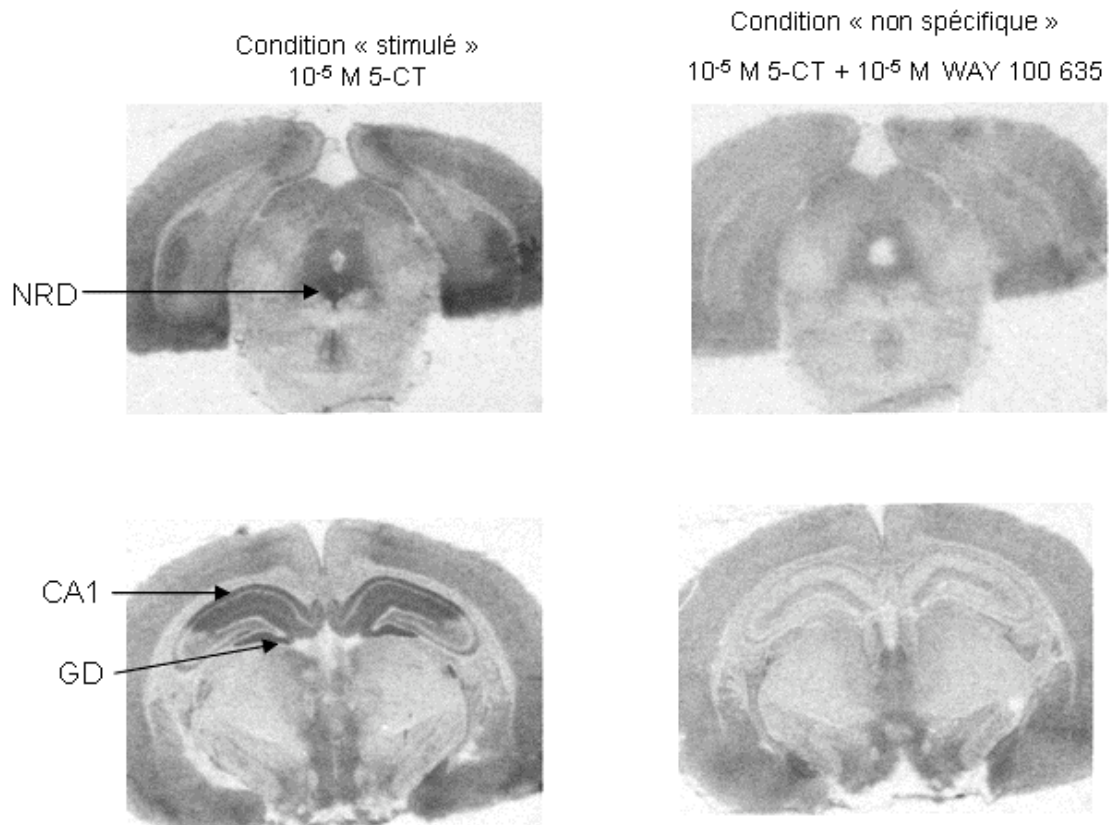 Condition « stimulé »
10⁻⁵ M 5-CT
Condition « non spécifique »
10⁻⁵ M 5-CT + 10⁻⁵ M WAY 100 635
NRD
CA1
GD